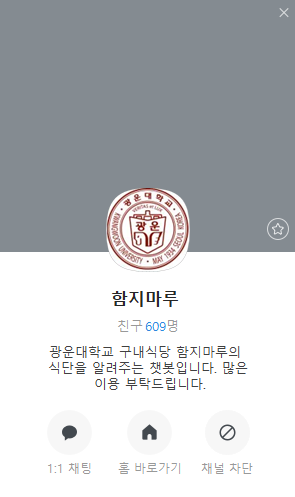 광운대학교
VERITAS et LUX
광운
KWANGWOON UNIVERSITY • MAY 1934 SEOUL KOREA
함지마루
친구 609명
광운대학교 구내식당 함지마루의
식단을 알려주는 챗봇입니다. 많은
이용 부탁드립니다.
1:1 채팅 홈 바로가기 채널 차단